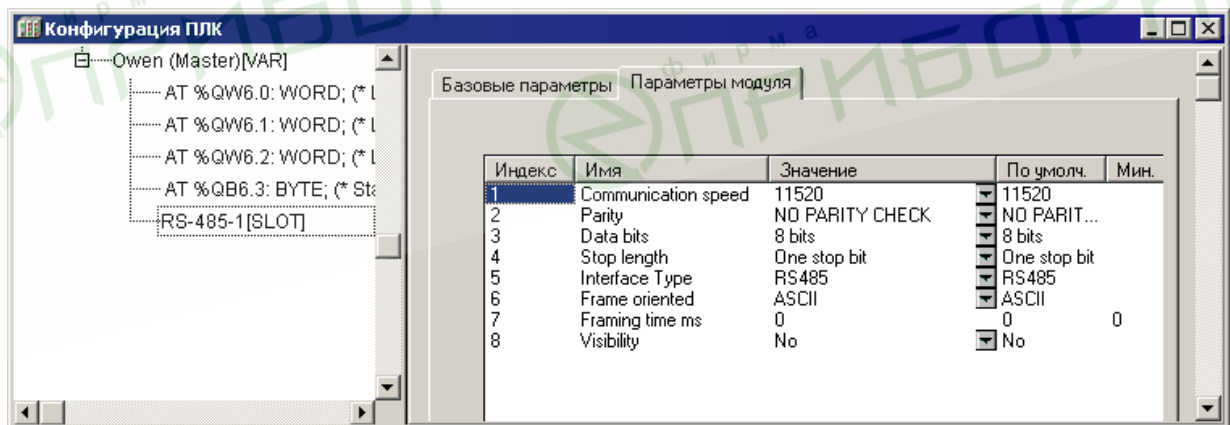 Конфигурация ПЛК
Owen (Master)[VAR]
AT %QW6.0: WORD; (* L
AT %QW6.1: WORD; (* L
AT %QW6.2: WORD; (* L
AT %QB6.3: BYTE; (* Sta
RS-485-1[SLOT]
Базовые параметры Параметры модуля
Индекс Имя Значение По умолч. Мин.
1 Communication speed 11520 11520
2 Parity NO PARITY CHECK NO PARIT...
3 Data bits 8 bits 8 bits
4 Stop length One stop bit One stop bit
5 Interface Type RS485 RS485
6 Frame oriented ASCII ASCII
7 Framing time ms 0 0 0
8 Visibility No No
фирма
ПРИБОР